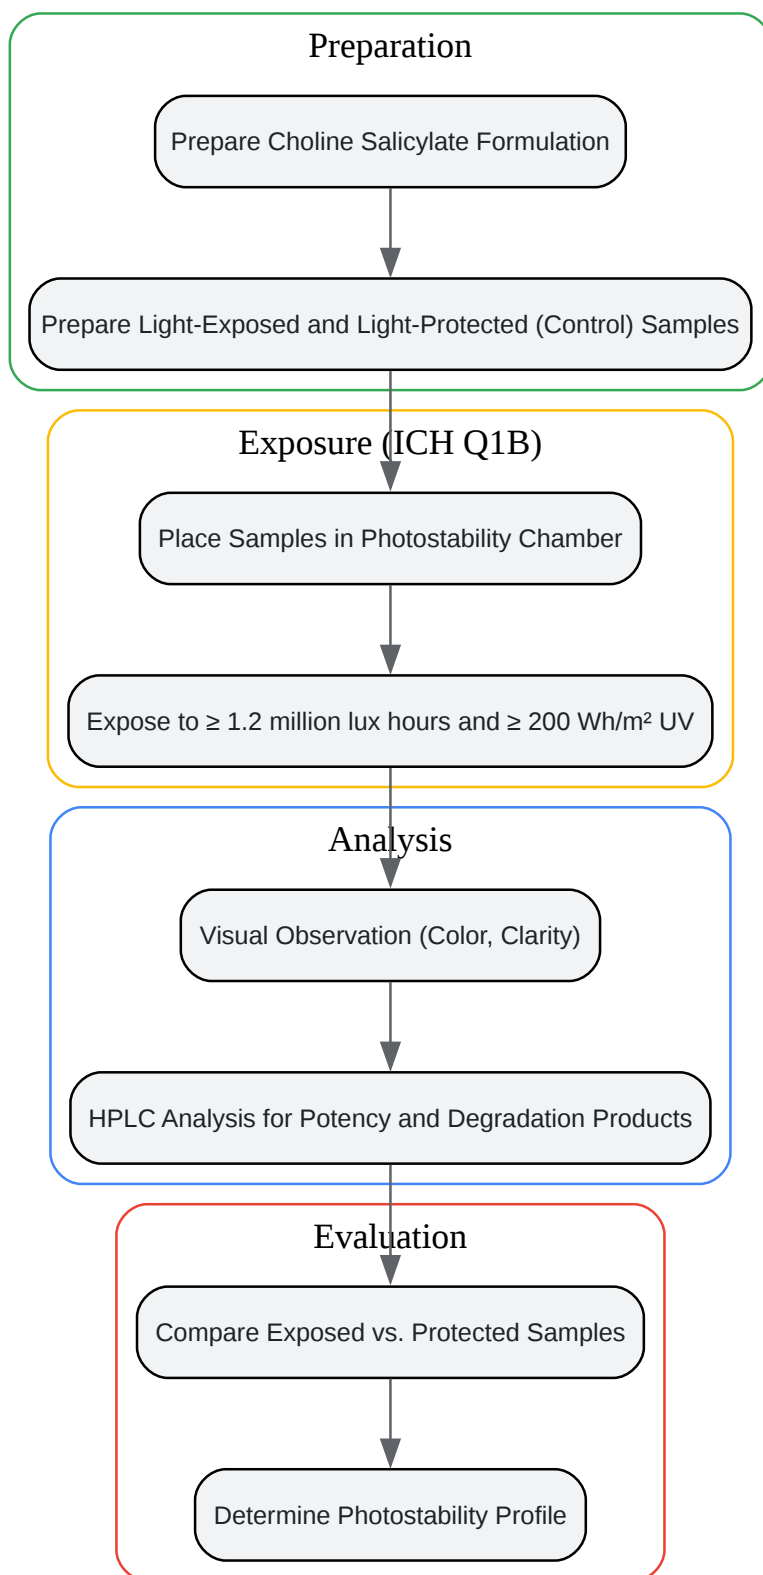 Preparation
Prepare Choline Salicylate Formulation
Prepare Light-Exposed and Light-Protected (Control) Samples
Exposure (ICH Q1B)
Place Samples in Photostability Chamber
Expose to ≥ 1.2 million lux hours and ≥ 200 Wh/m² UV
Analysis
Visual Observation (Color, Clarity)
HPLC Analysis for Potency and Degradation Products
Evaluation
Compare Exposed vs. Protected Samples
Determine Photostability Profile